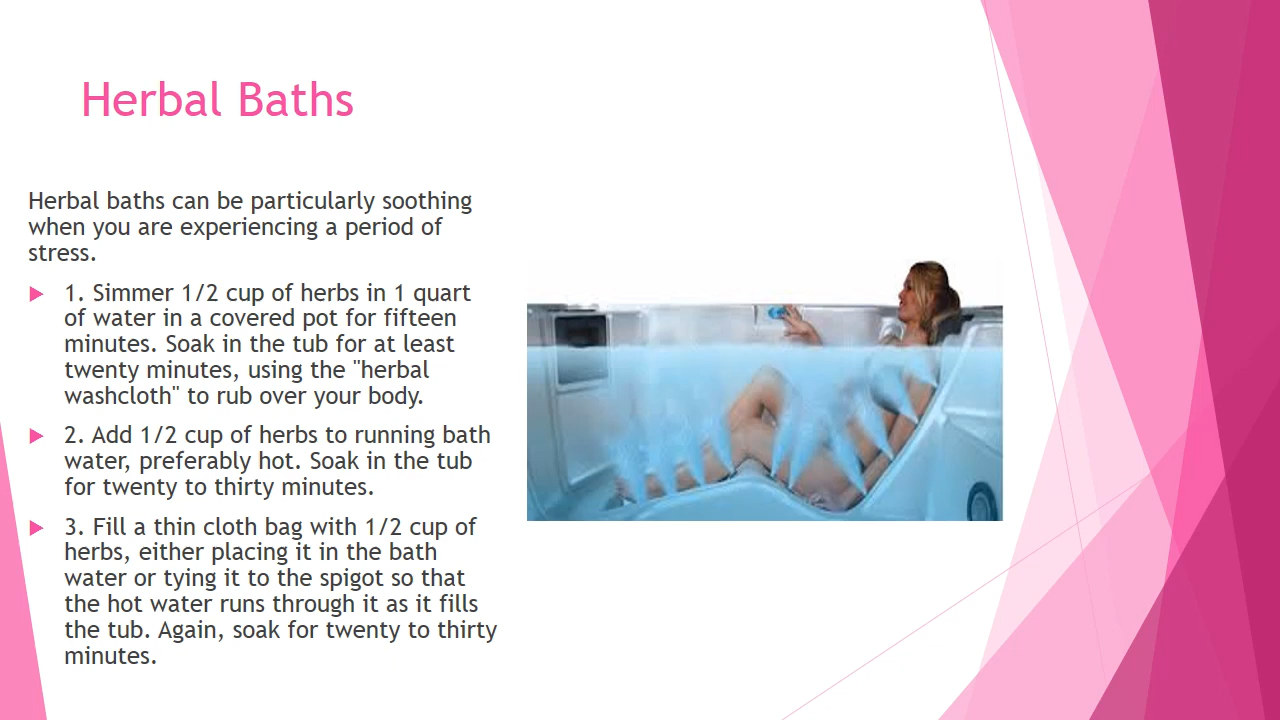 Herbal Baths
Herbal baths can be particularly soothing
when you are experiencing a period of
stress.
1. Simmer 1/2 cup of herbs in 1 quart
of water in a covered pot for fifteen
minutes. Soak in the tub for at least
twenty minutes, using the "herbal
washcloth" to rub over your body.
2. Add 1/2 cup of herbs to running bath
water, preferably hot. Soak in the tub
for twenty to thirty minutes.
3. Fill a thin cloth bag with 1/2 cup of
herbs, either placing it in the bath
water or tying it to the spigot so that
the hot water runs through it as it fills
the tub. Again, soak for twenty to thirty
minutes.